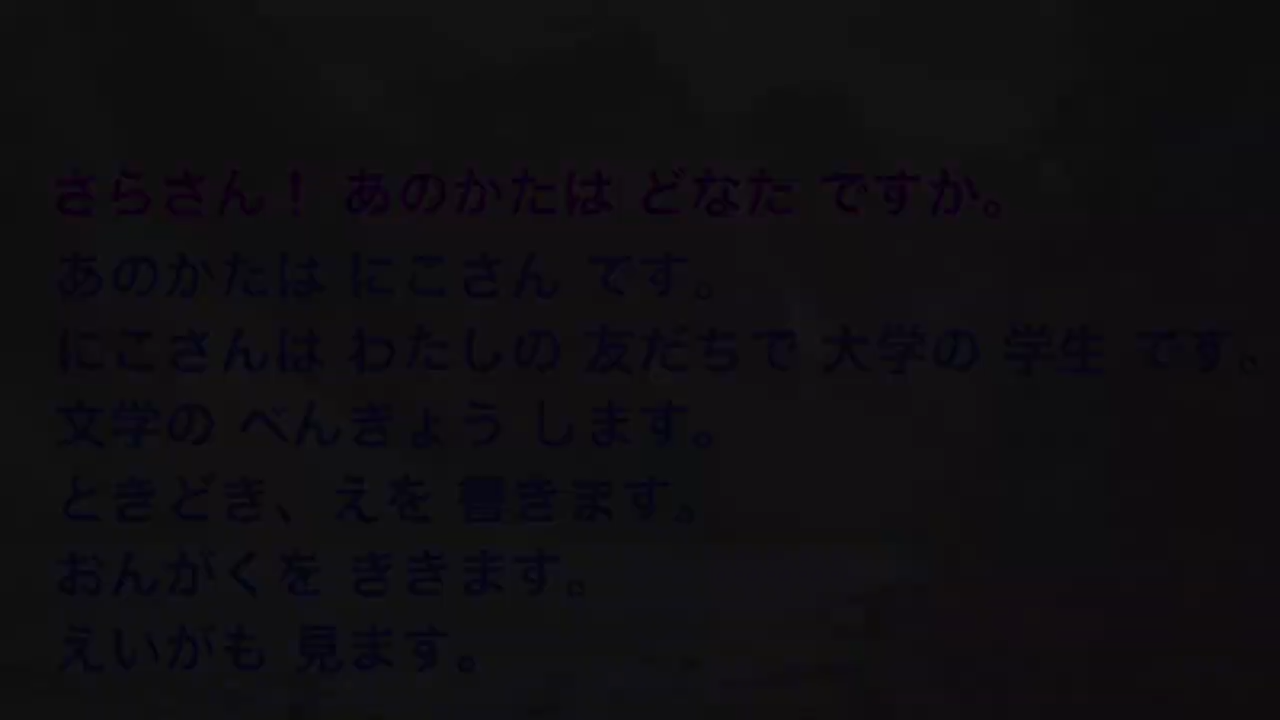 さらさん！ あのかたは どなた ですか。
あのかたは にこさん です。
にこさんは わたしの 友だちで 大学の 学生 です。
文学の べんきょう します。
ときどき、えを 書きます。
おんがくを ききます。
えいがも 見ます。